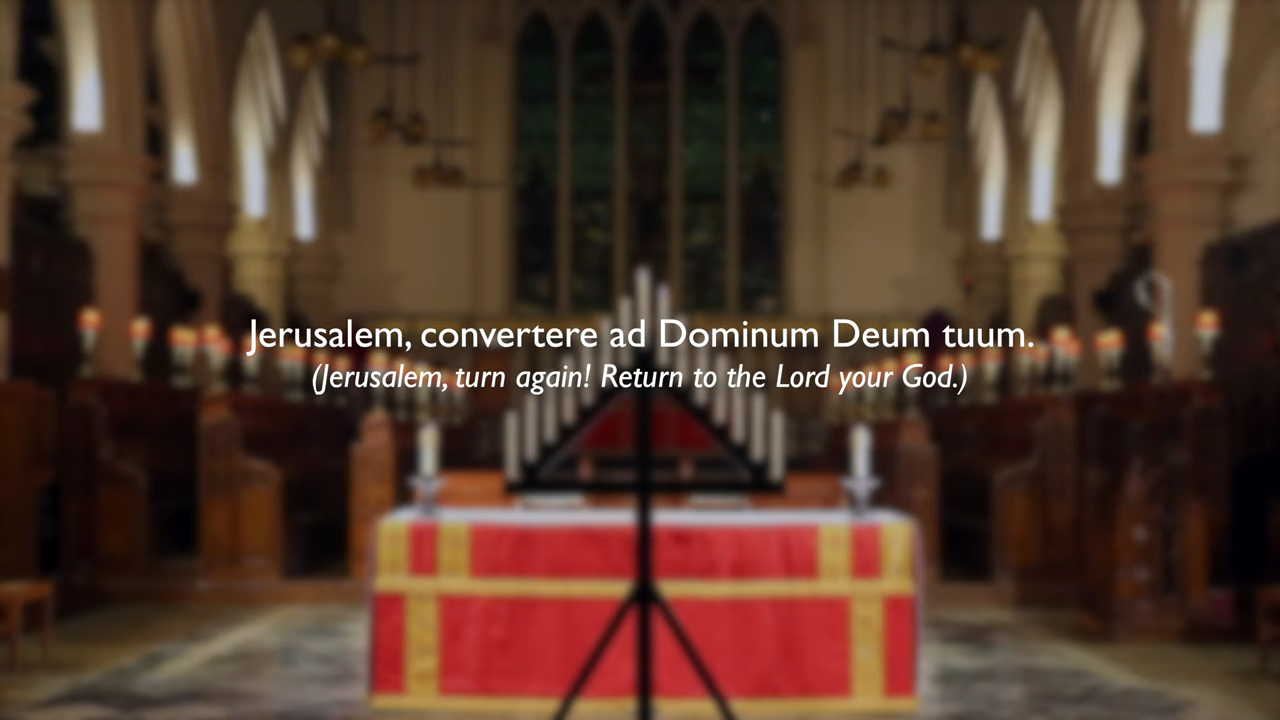 Jerusalem, convertere ad Dominum Deum tuum.
(Jerusalem, turn again! Return to the Lord your God.)